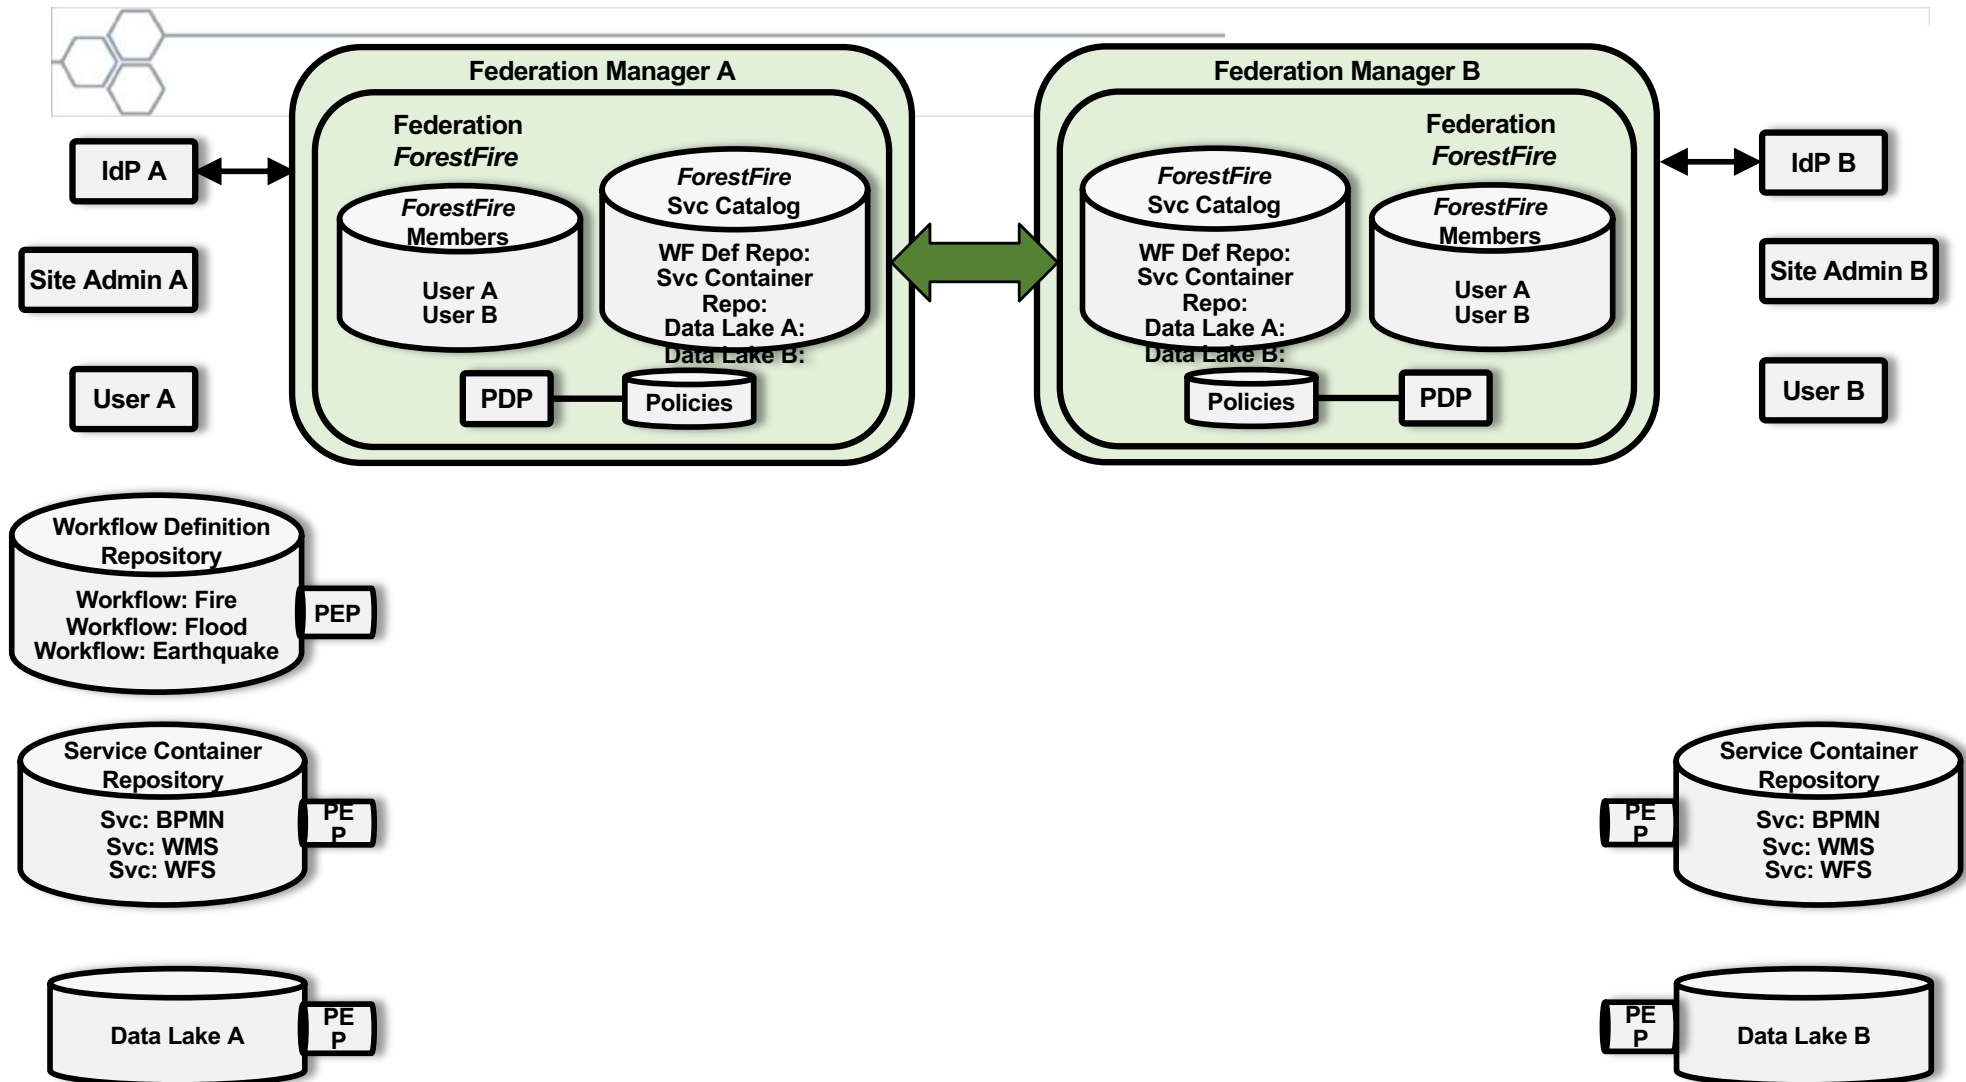 Federation Manager A
Federation
ForestFire
ForestFire
Members
User A
User B
ForestFire
Svc Catalog
WF Def Repo:
Svc Container
Repo:
Data Lake A:
Data Lake B:
PDP
Policies
Federation Manager B
Federation
ForestFire
ForestFire
Svc Catalog
WF Def Repo:
Svc Container
Repo:
Data Lake A:
Data Lake B:
ForestFire
Members
User A
User B
Policies
PDP
IdP A
Site Admin A
User A
IdP B
Site Admin B
User B
Workflow Definition
Repository
Workflow: Fire
Workflow: Flood
Workflow: Earthquake
PEP
Service Container
Repository
Svc: BPMN
Svc: WMS
Svc: WFS
PE
P
PE
P
Service Container
Repository
Svc: BPMN
Svc: WMS
Svc: WFS
Data Lake A
PE
P
PE
P
Data Lake B